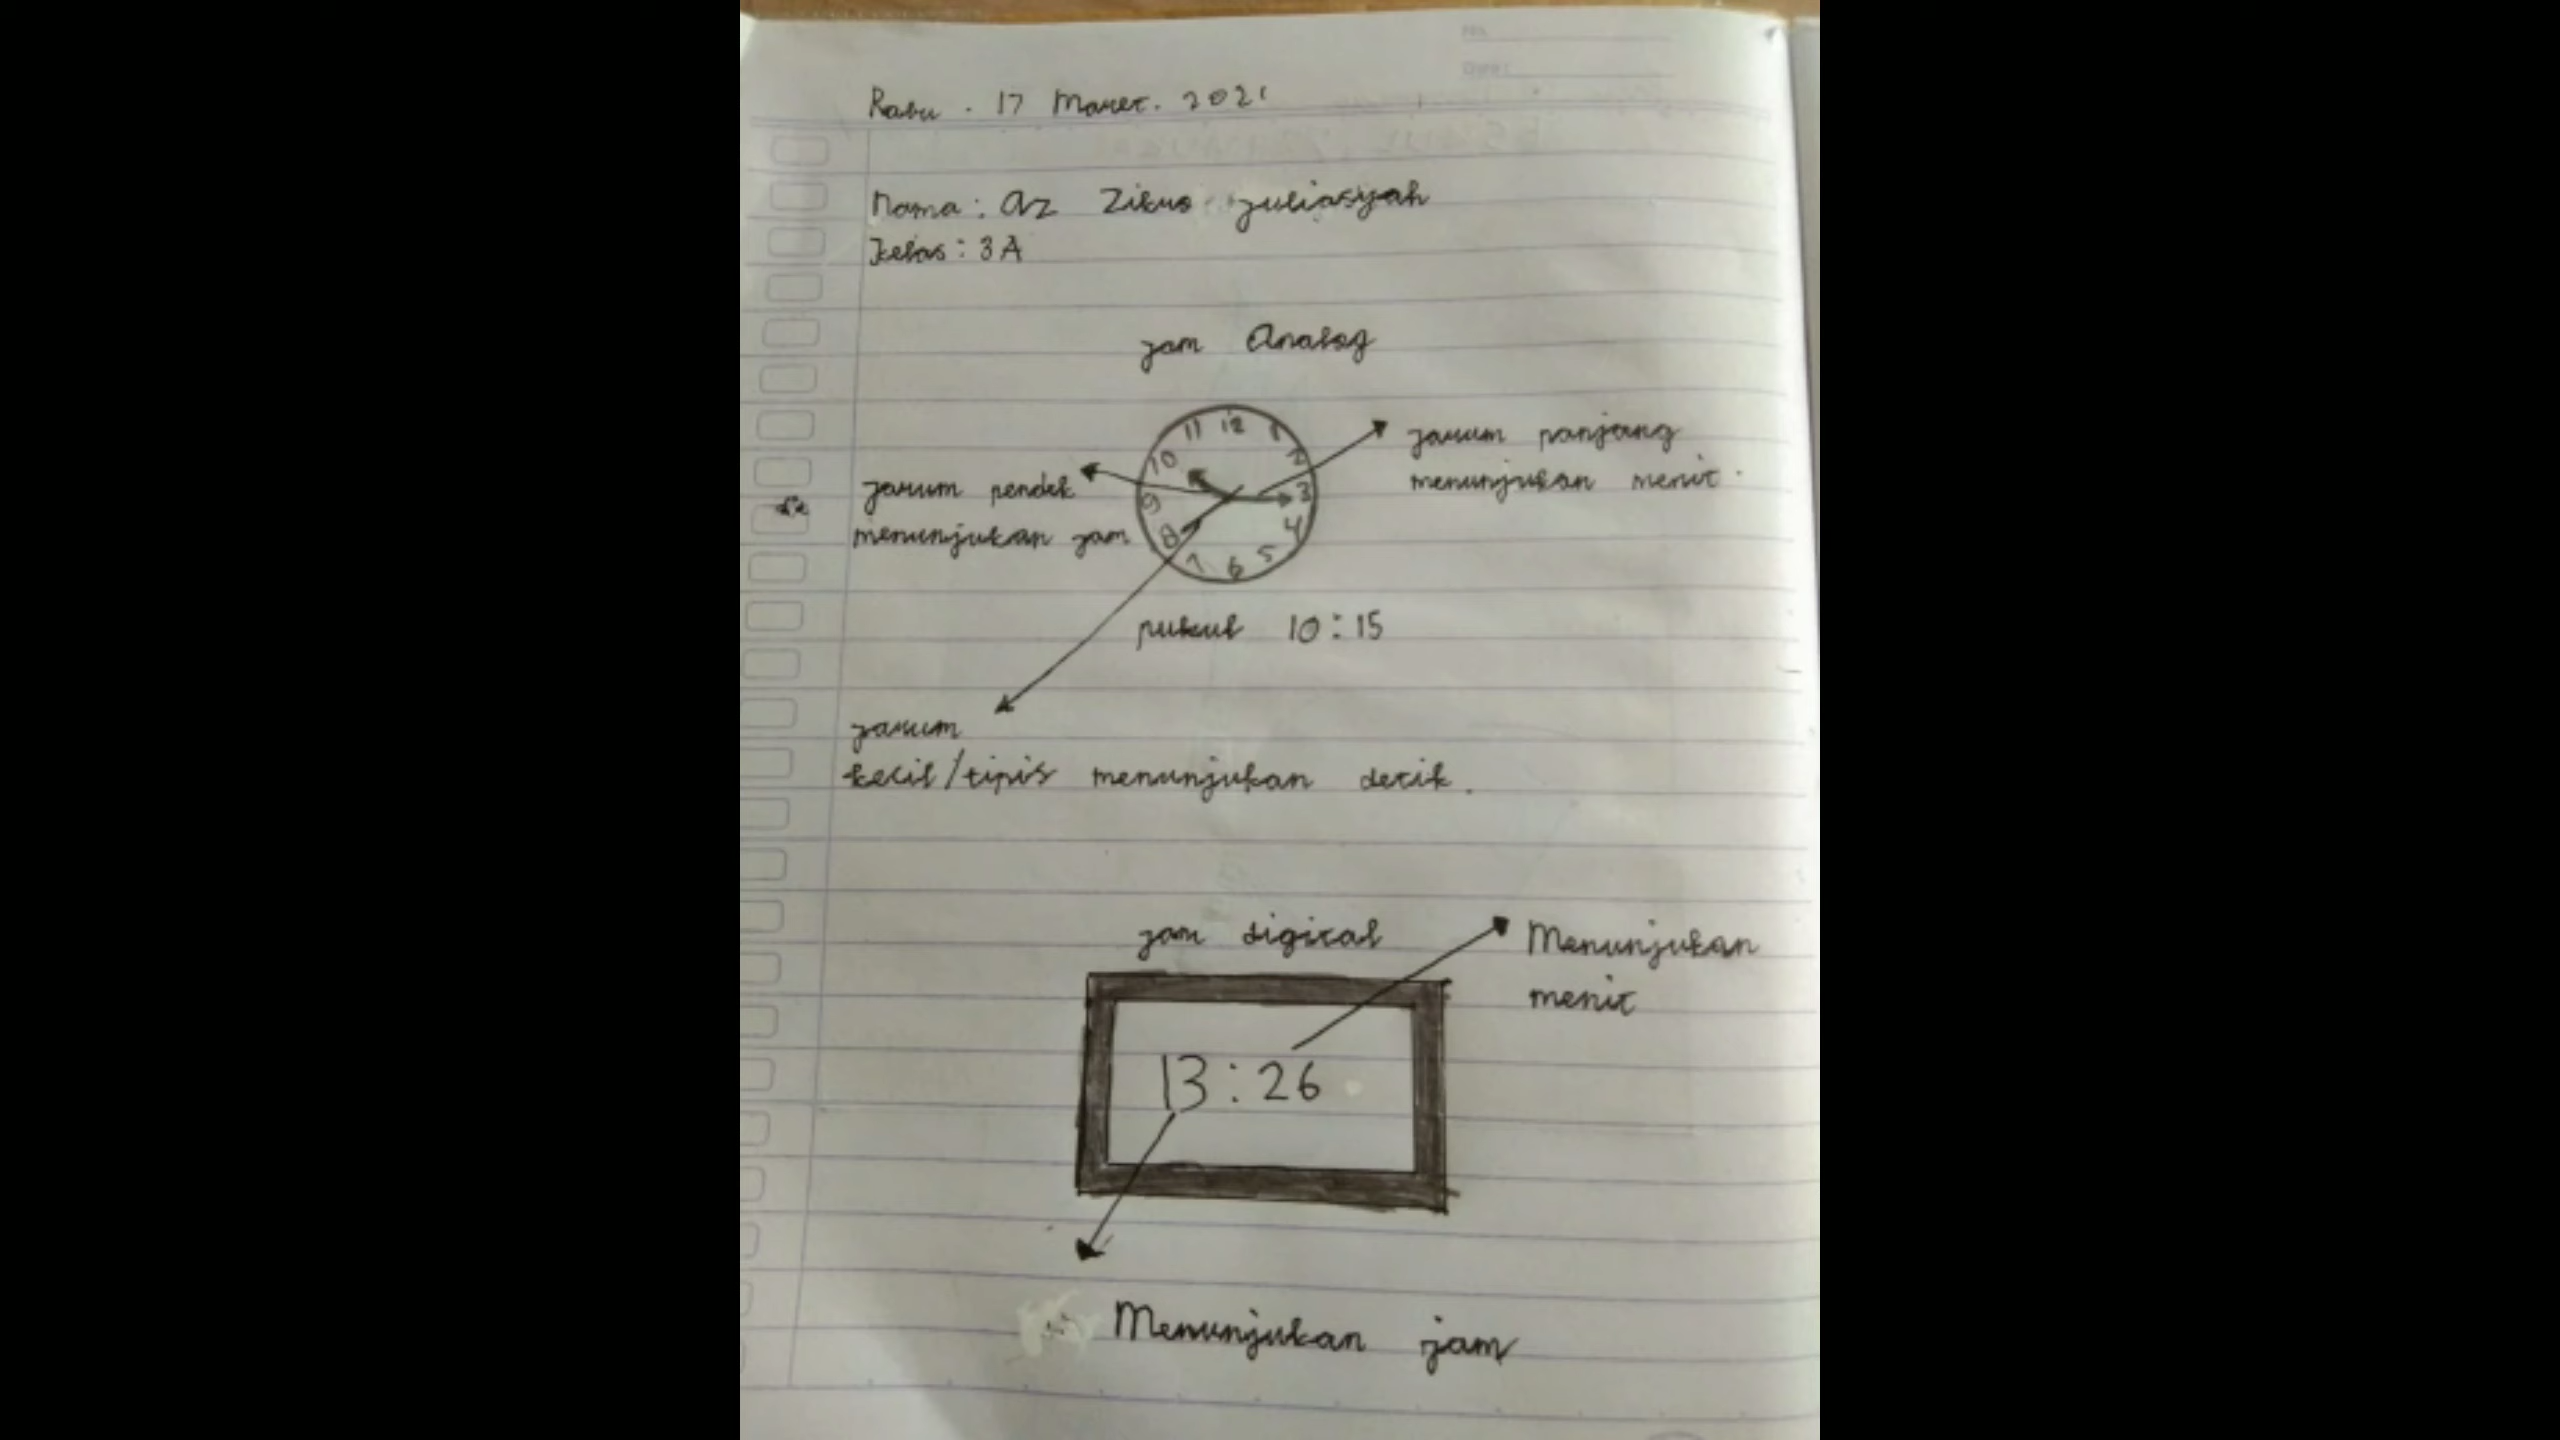 Rabu . 17 Maret . 2021
Nama : Az Zikus juliasyah
Kelas : 3A
jam Analog
11 12 1
10 2
9 3
8 4
7 6 5
jarum panjang
menunjukan menit .
jarum pendek
menunjukan jam
pukul 10 : 15
jarum
kecil/tipis menunjukan detik .
jam digital
Menunjukan
menit
13 : 26
Menunjukan jam